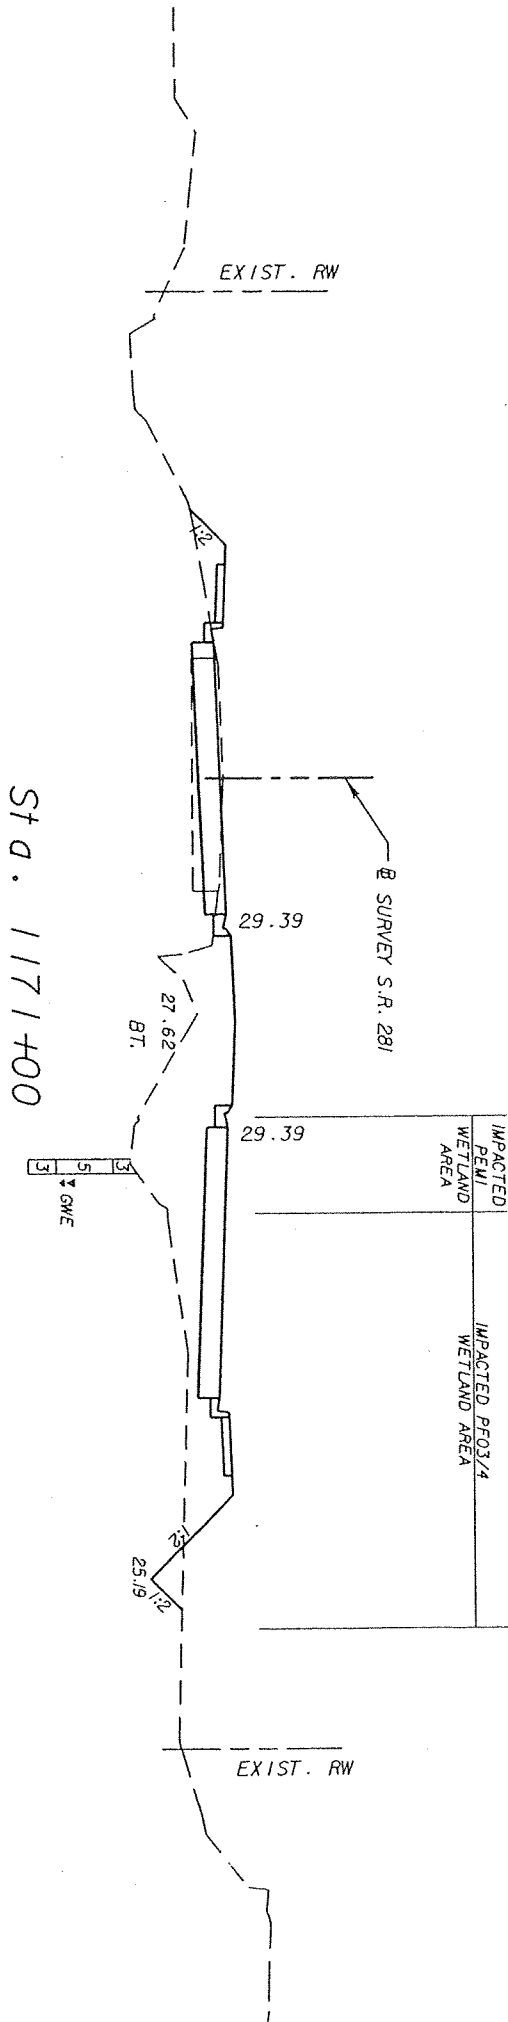 EXIST. RW
1:2
29.39
℄ SURVEY S.R. 281
27.62
BT.
29.39
IMPACTED
PEM1
WETLAND
AREA
IMPACTED PFO3/4
WETLAND AREA
3
5
3
GWE
1:2
1:2
25.19
EXIST. RW
Sta. 1171+00